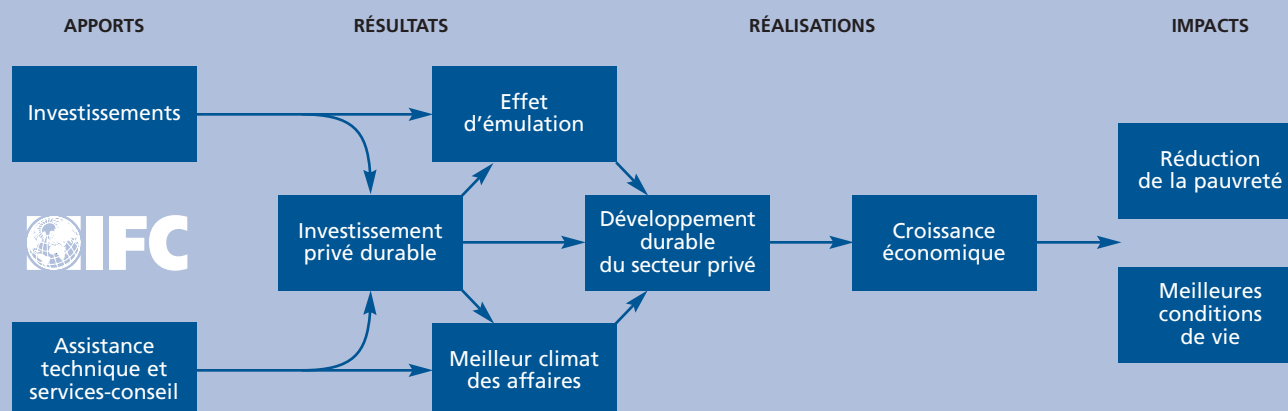 APPORTS
RÉSULTATS
RÉALISATIONS
IMPACTS
Investissements
Effet
d'émulation
Réduction
de la pauvreté
IFC
Investissement
privé durable
Développement
durable
du secteur privé
Croissance
économique
Meilleures
conditions
de vie
Assistance
technique et
services-conseil
Meilleur climat
des affaires